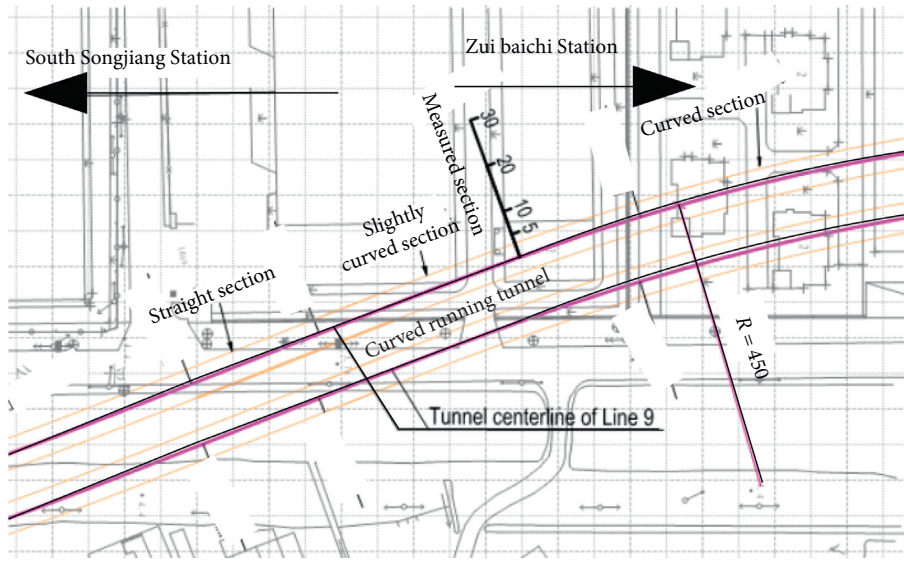 South Songjiang Station
Zui baichi Station
Measured section
30
20
10
5
Curved section
Slightly
curved section
Straight section
Curved running tunnel
R = 450
Tunnel centerline of Line 9